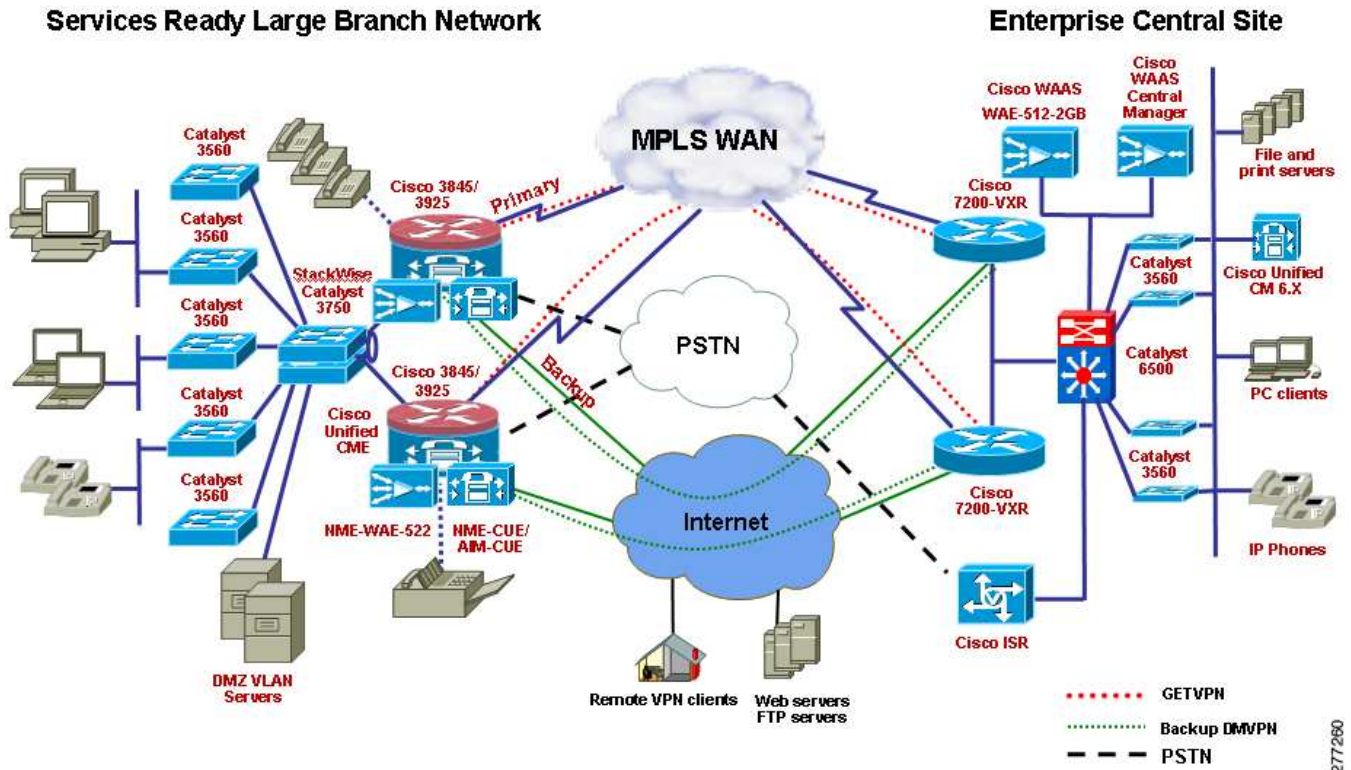 Services Ready Large Branch Network
Enterprise Central Site
Catalyst
3560
Catalyst
3560
Catalyst
3560
Catalyst
3560
Catalyst
3560
StackWise
Catalyst
3750
Cisco 3845/
3925
Primary
Cisco 3845/
3925
Cisco
Unified
CME
Backup
NME-WAE-522
NME-CUE/
AIM-CUE
DMZ VLAN
Servers
MPLS WAN
PSTN
Internet
Remote VPN clients
Web servers
FTP servers
Cisco WAAS
WAE-512-2GB
Cisco
WAAS
Central
Manager
Cisco
7200-VXR
Cisco
7200-VXR
Cisco ISR
Catalyst
3560
Catalyst
6500
Catalyst
3560
File and
print servers
Cisco Unified
CM 6.X
PC clients
IP Phones
IP
IP
GETVPN
Backup DMVPN
PSTN
277260